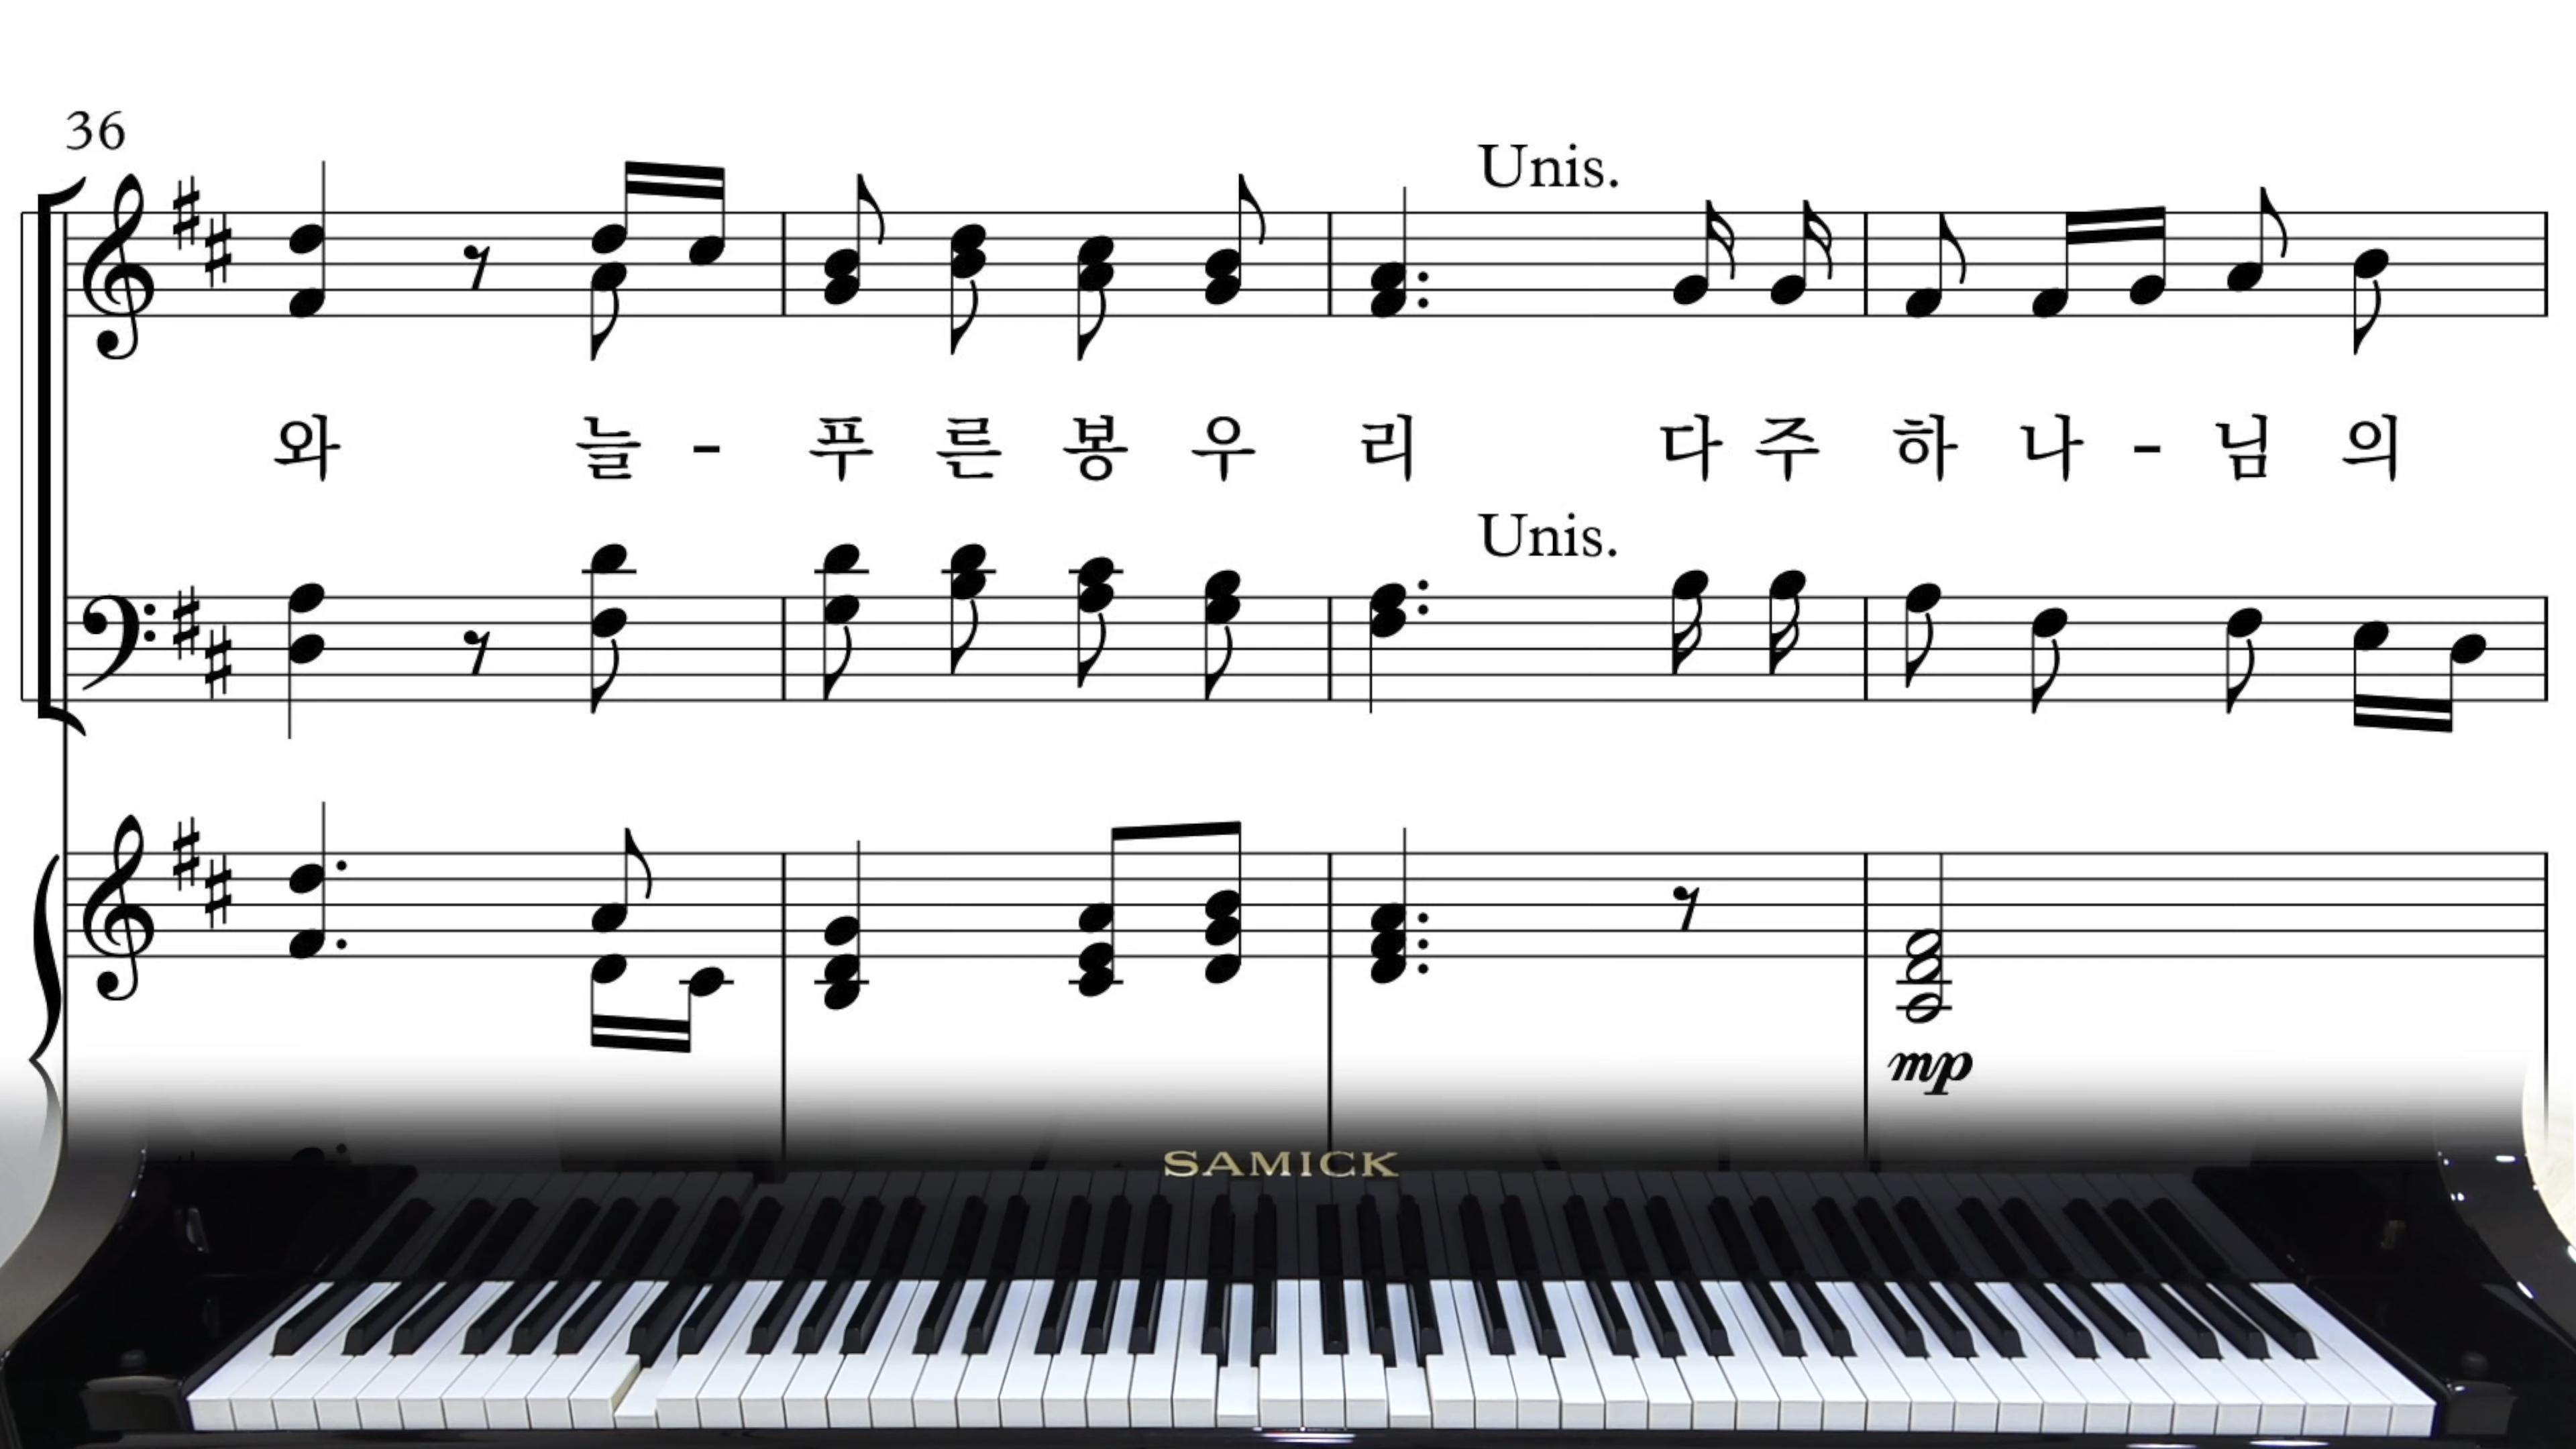 36
Unis.
와 늘 - 푸 른 봉 우 리 다 주 하 나 - 님 의
Unis.
mp
SAMICK